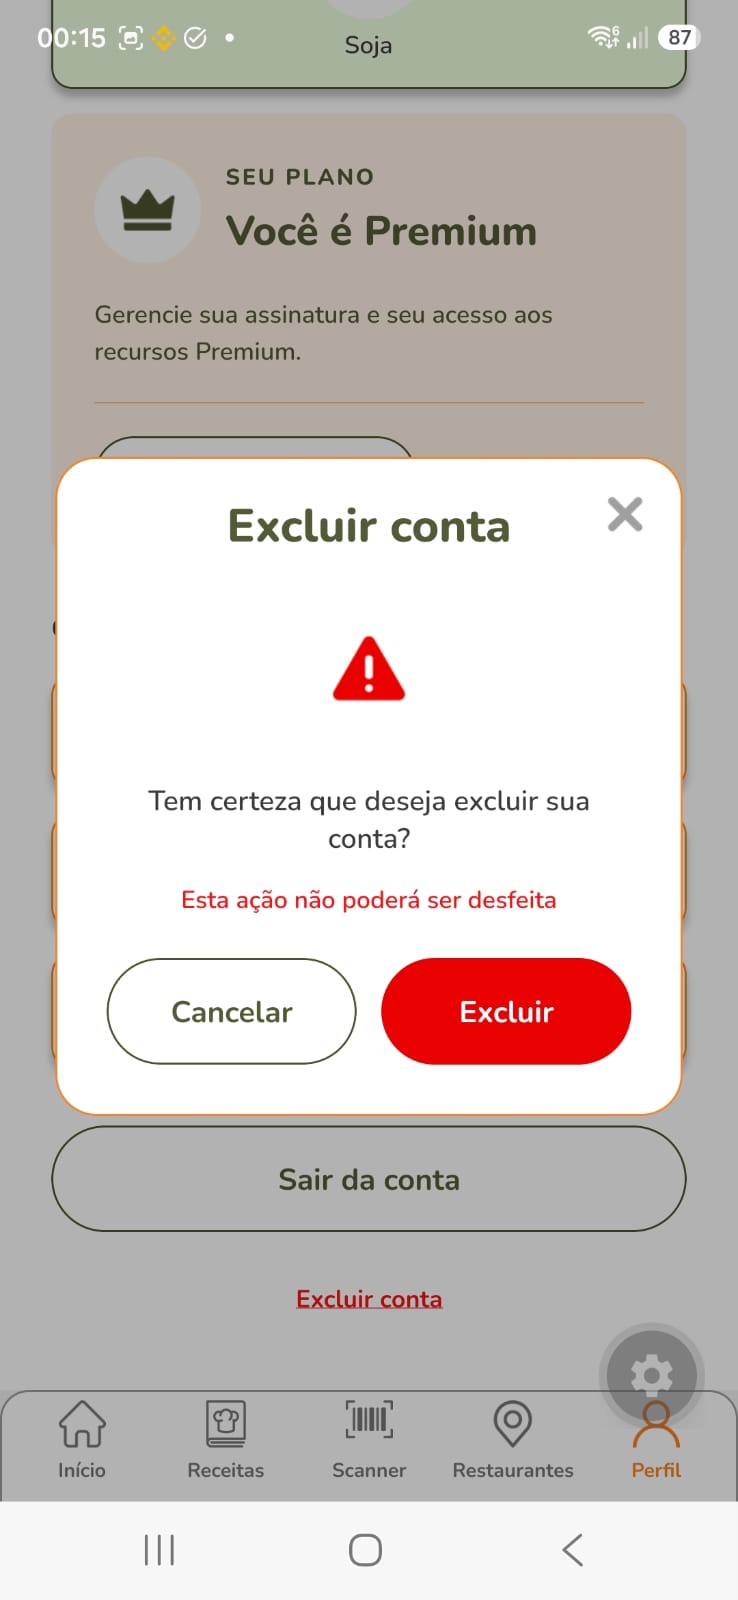 00:15
87
Soja
SEU PLANO
Você é Premium
Gerencie sua assinatura e seu acesso aos
recursos Premium.
Excluir conta
Tem certeza que deseja excluir sua
conta?
Esta ação não poderá ser desfeita
Cancelar
Excluir
Sair da conta
Excluir conta
Início
Receitas
Scanner
Restaurantes
Perfil